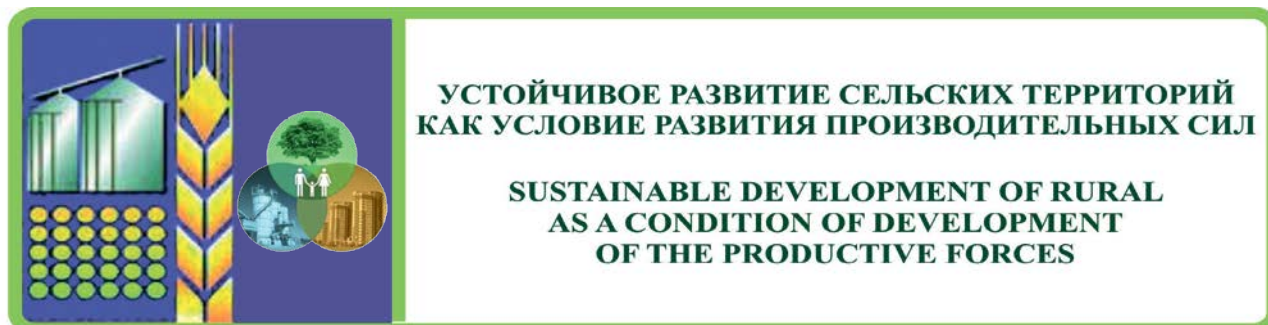 УСТОЙЧИВОЕ РАЗВИТИЕ СЕЛЬСКИХ ТЕРРИТОРИЙ
КАК УСЛОВИЕ РАЗВИТИЯ ПРОИЗВОДИТЕЛЬНЫХ СИЛ
SUSTAINABLE DEVELOPMENT OF RURAL
AS A CONDITION OF DEVELOPMENT
OF THE PRODUCTIVE FORCES